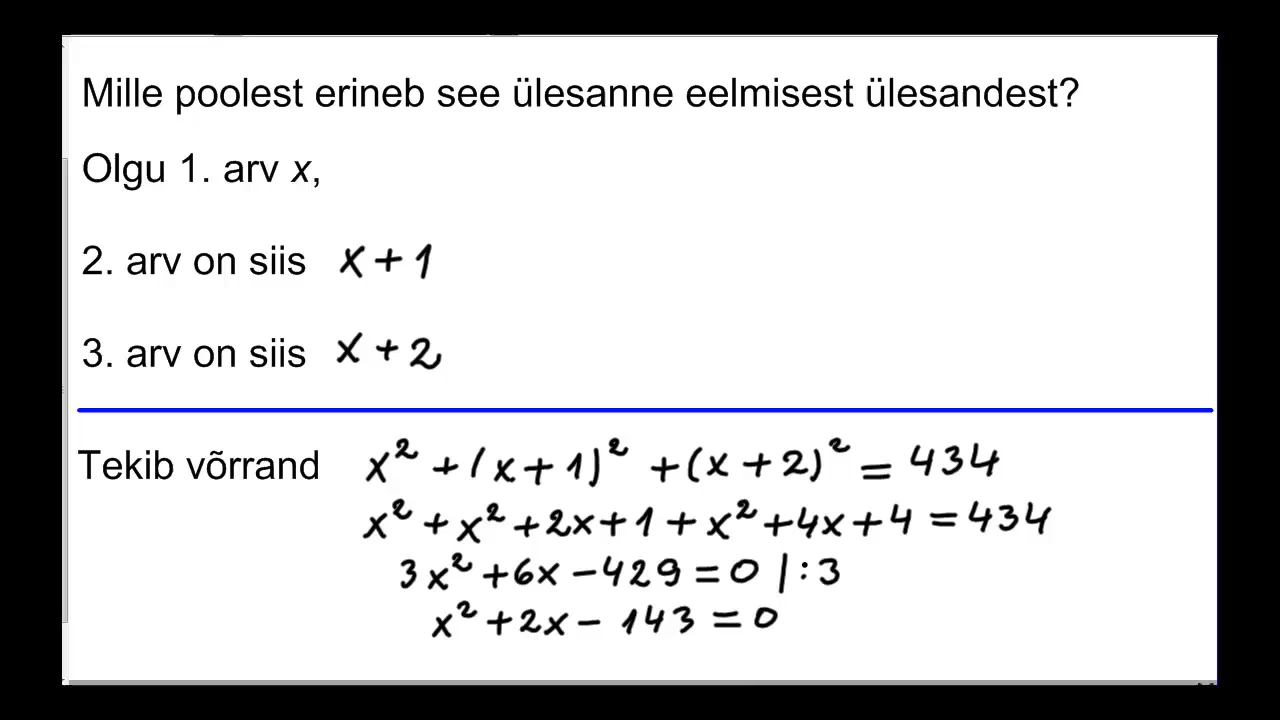 Mille poolest erineb see ülesanne eelmisest ülesandest?
Olgu 1. arv x,
2. arv on siis x + 1
3. arv on siis x + 2
Tekib võrrand x² + (x + 1)² + (x + 2)² = 434
x² + x² + 2x + 1 + x² + 4x + 4 = 434
3x² + 6x − 429 = 0 | : 3
x² + 2x − 143 = 0